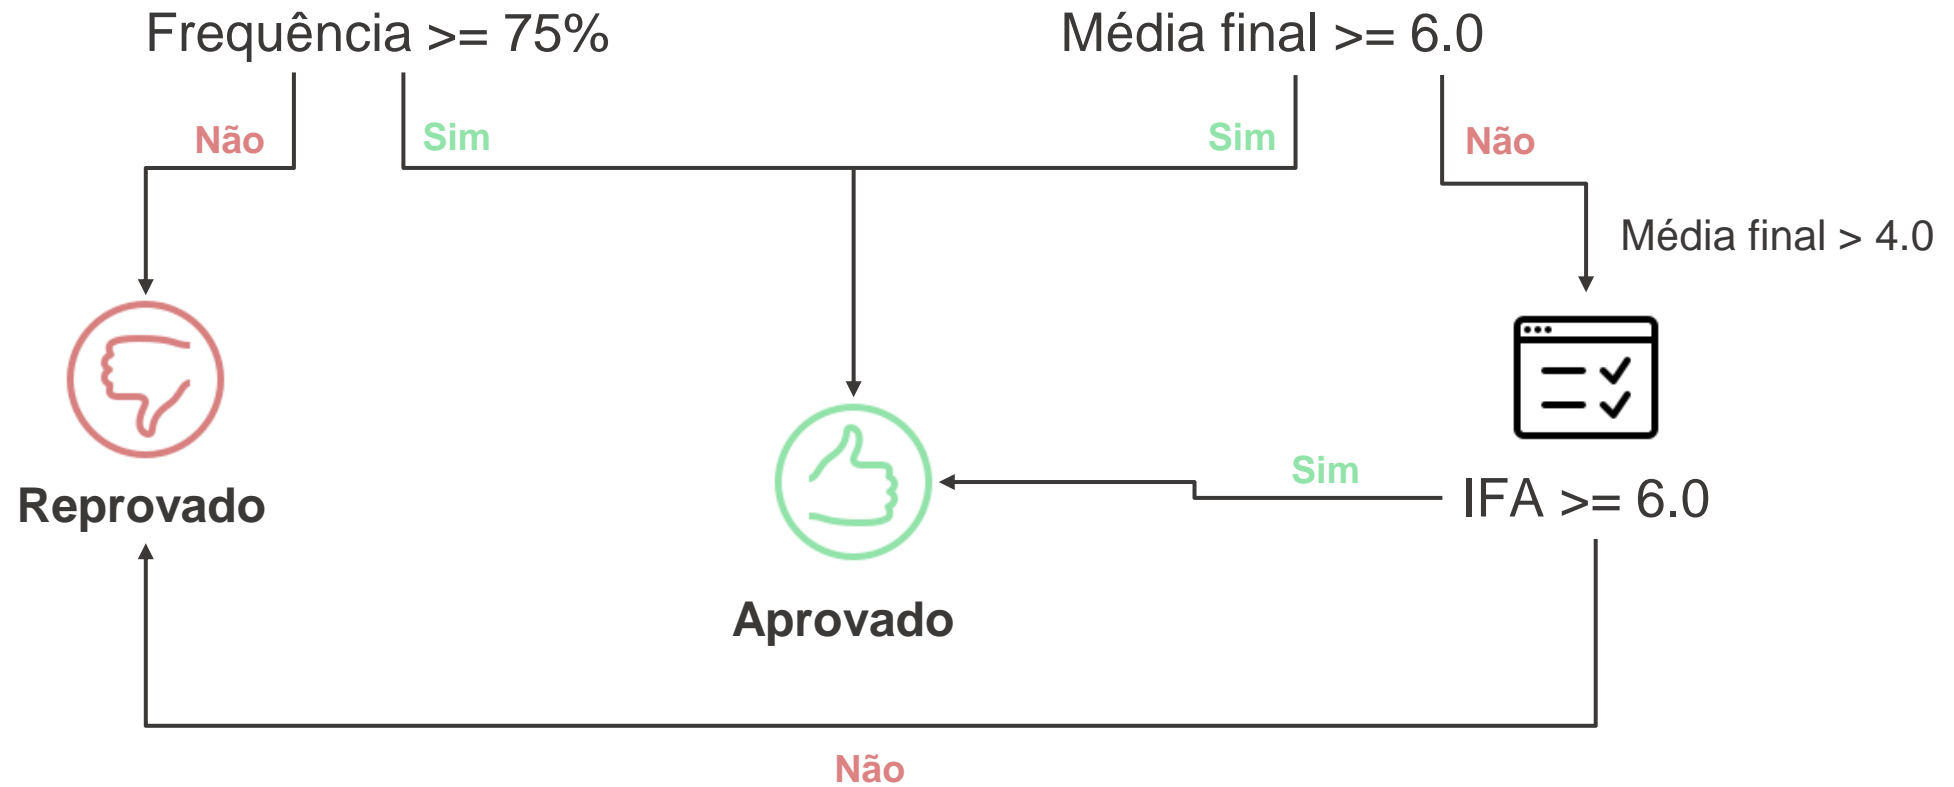 Frequência >= 75%
Média final >= 6.0
Não
Sim
Sim
Não
Média final > 4.0
Reprovado
Sim
IFA >= 6.0
Aprovado
Não